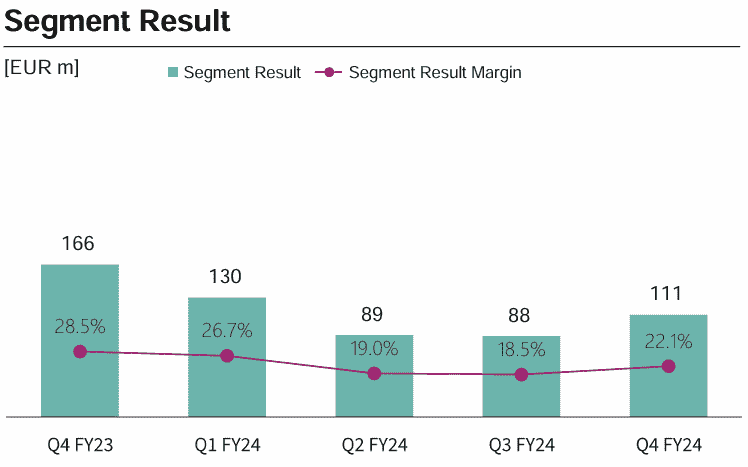 Segment Result
[EUR m]
Segment Result
Segment Result Margin
166
130
89
88
111
28.5%
26.7%
19.0%
18.5%
22.1%
Q4 FY23
Q1 FY24
Q2 FY24
Q3 FY24
Q4 FY24